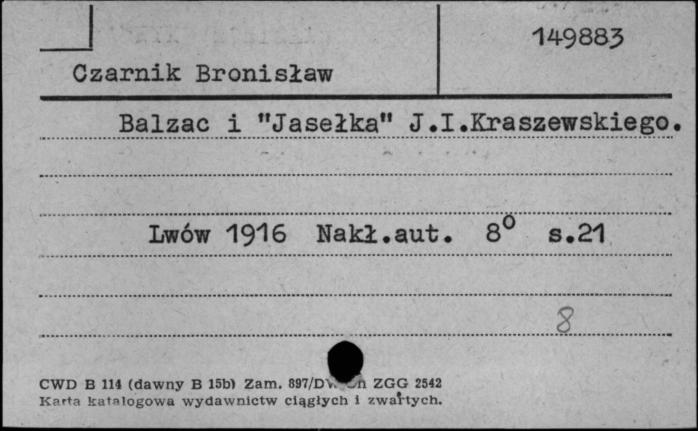 149883
Czarnik Bronisław
Balzac i "Jasełka" J.I.Kraszewskiego.
Lwów 1916 Nakł.aut. 8⁰ s.21
8
CWD B 114 (dawny B 15b) Zam. 897/ ZGG 2542
Karta katalogowa wydawnictw ciągłych i zwartych.